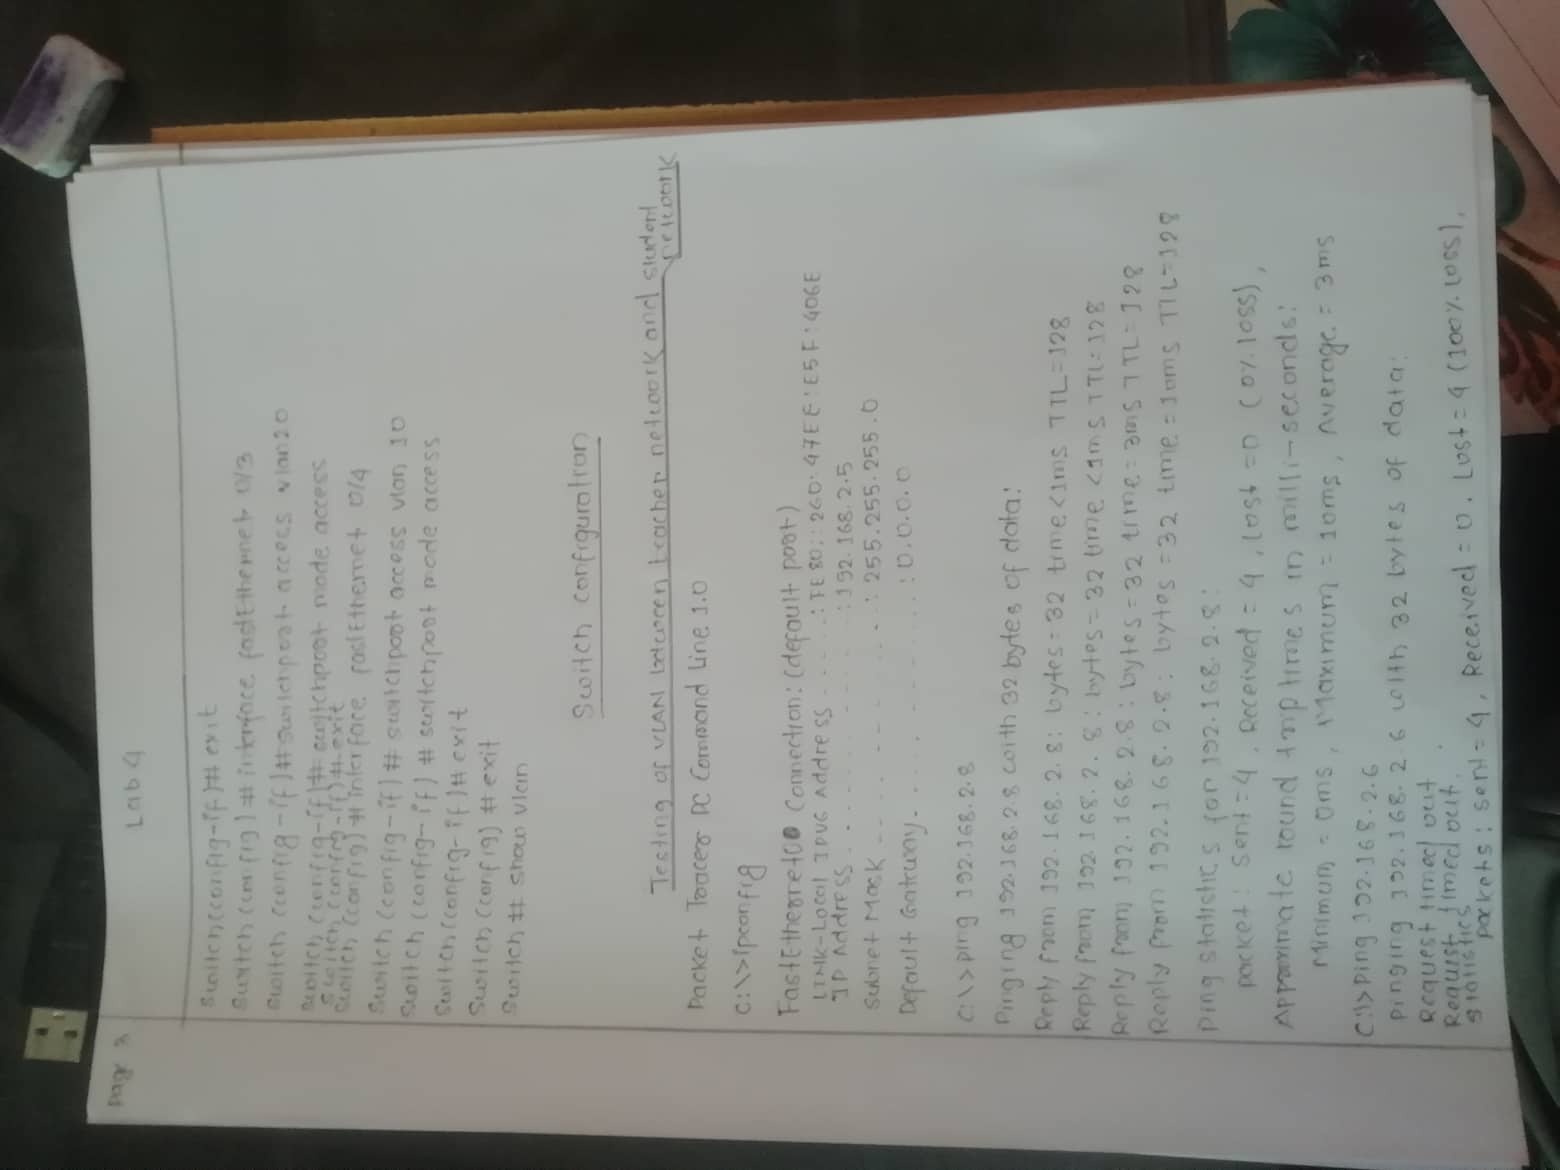 Page 3
Lab 4
Switch (config-if)# exit
Switch (config) # interface fastEthernet 0/3
Switch (config-if)# switchport access vlan 20
Switch (config-if)# switchport mode access
Switch (config-if)# exit
Switch (config) # interface fastEthernet 0/4
Switch (config-if) # switchport access vlan 10
Switch (config-if) # switchport mode access
Switch (config-if)# exit
Switch (config) # exit
Switch # show vlan
Switch configuration
Testing of VLAN between teacher network and student
network
Packet Tracer PC Command Line 1.0
C:\>ipconfig
FastEthernet0 Connection: (default port)
LINK-Local IPV6 Address . . . . : FE80::260:47EE:E5F:406E
IP Address . . . . . . . . : 192.168.2.5
Subnet Mask . . . . . . . : 255.255.255.0
Default Gateway. . . . . . . : 0.0.0.0
C:\>ping 192.168.2.8
Pinging 192.168.2.8 with 32 bytes of data:
Reply from 192.168.2.8: bytes=32 time<1ms TTL=128
Reply from 192.168.2.8: bytes=32 time<1ms TTL=128
Reply from 192.168.2.8: bytes=32 time=3ms TTL=128
Reply from 192.168.2.8: bytes=32 time=10ms TTL=128
Ping statistics for 192.168.2.8:
packet: Sent=4, Received=4, Lost=0 (0% loss),
Approximate round trip times in milli-seconds:
Minimum = 0ms, Maximum = 10ms, Average = 3ms
C:\>ping 192.168.2.6
pinging 192.168.2.6 with 32 bytes of data:
Request timed out.
Request timed out.
statistics
packets: sent=4, Received=0, Lost=4 (100% loss),